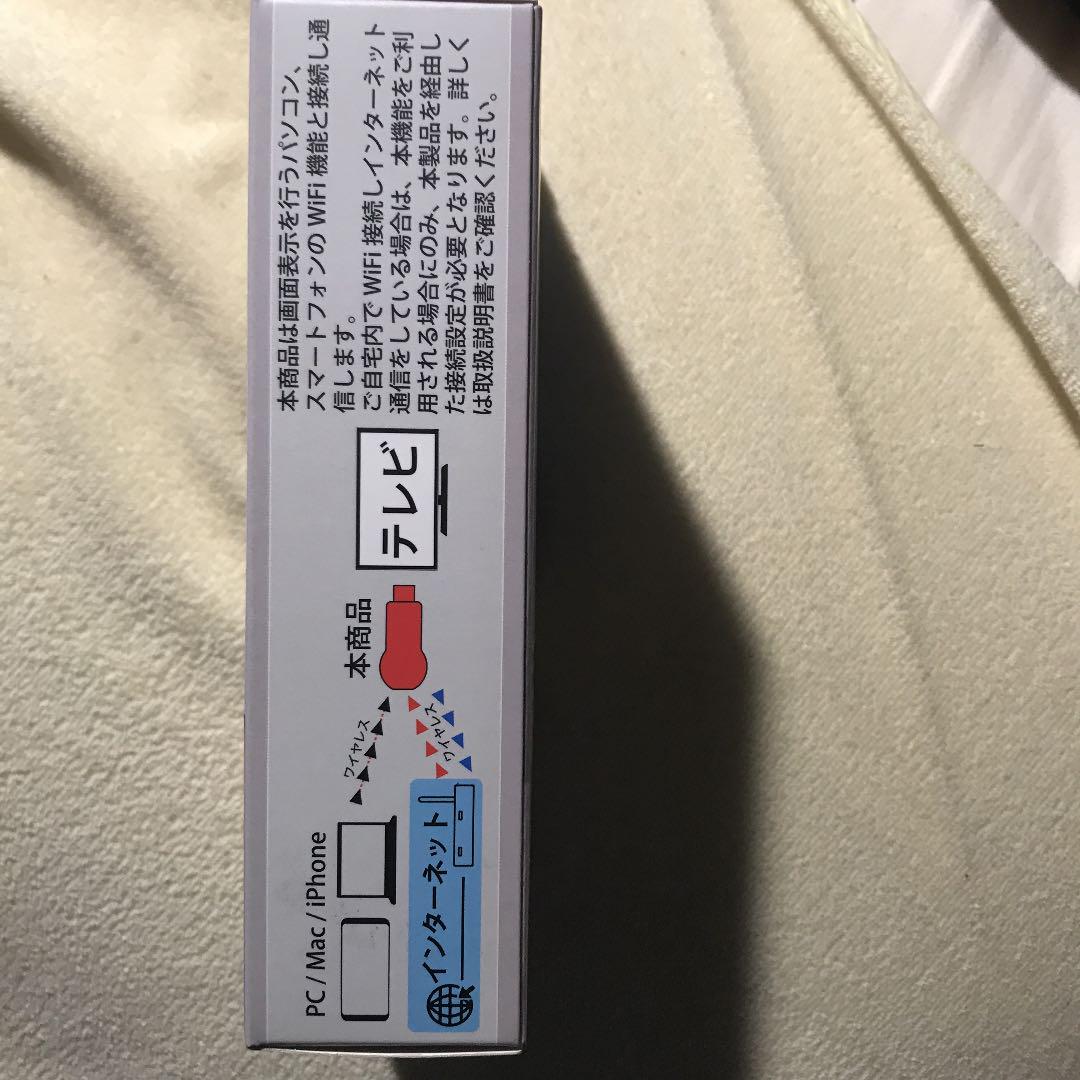 PC / Mac / iPhone
ワイヤレス
本商品
テレビ
インターネット
ワイヤレス
本商品は画面表示を行うパソコン、
スマートフォンの WiFi 機能と接続し通
信します。
ご自宅内で WiFi 接続しインターネット
通信をしている場合は、本機能をご利
用される場合にのみ、本製品を経由し
た接続設定が必要となります。詳しく
は取扱説明書をご確認ください。